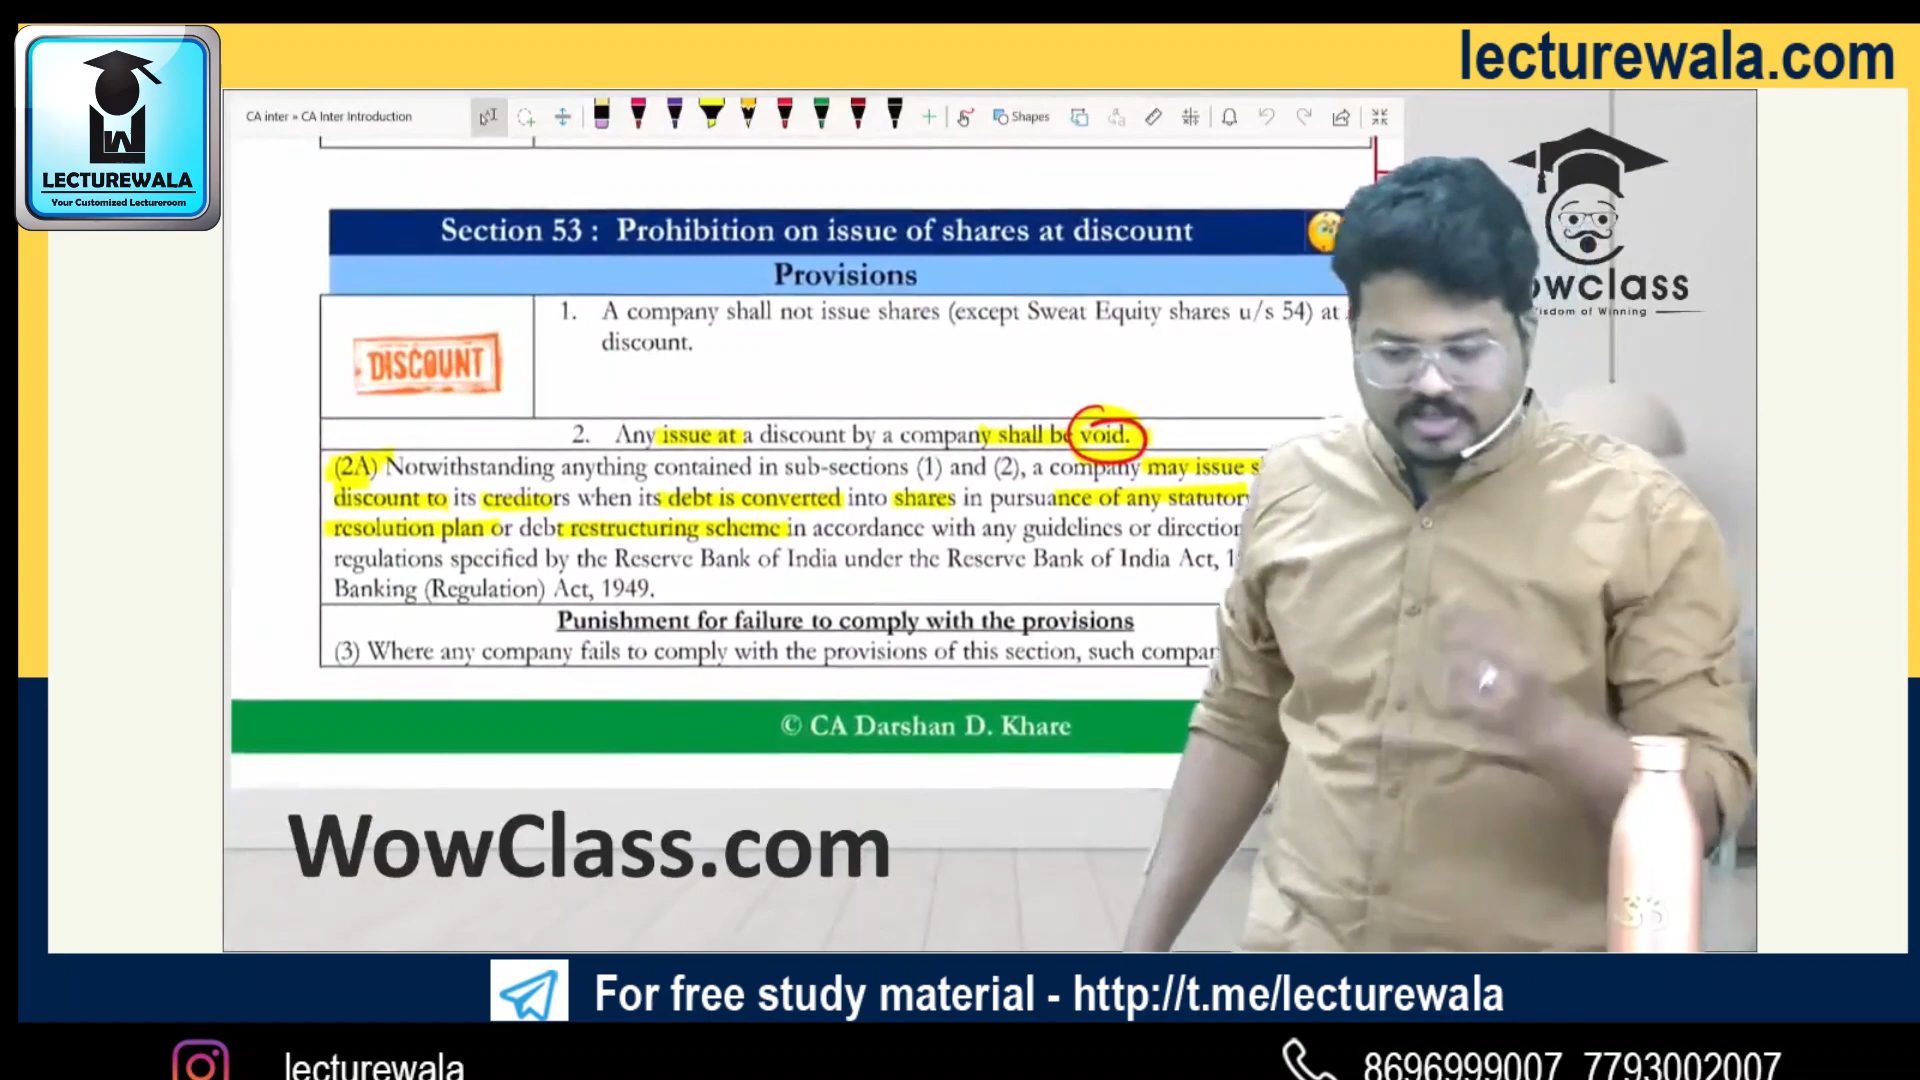 lecturewala.com
LW
LECTUREWALA
Your Customized Lectureroom
CA inter » CA Inter Introduction
Shapes
Section 53 : Prohibition on issue of shares at discount
Provisions
DISCOUNT
1. A company shall not issue shares (except Sweat Equity shares u/s 54) at
discount.
2. Any issue at a discount by a company shall be void.
(2A) Notwithstanding anything contained in sub-sections (1) and (2), a company may issue s
discount to its creditors when its debt is converted into shares in pursuance of any statutory
resolution plan or debt restructuring scheme in accordance with any guidelines or direction
regulations specified by the Reserve Bank of India under the Reserve Bank of India Act, 1
Banking (Regulation) Act, 1949.
Punishment for failure to comply with the provisions
(3) Where any company fails to comply with the provisions of this section, such compan
© CA Darshan D. Khare
owclass
isdom of Winning
WowClass.com
For free study material - http://t.me/lecturewala
lecturewala
8696999007 7793002007